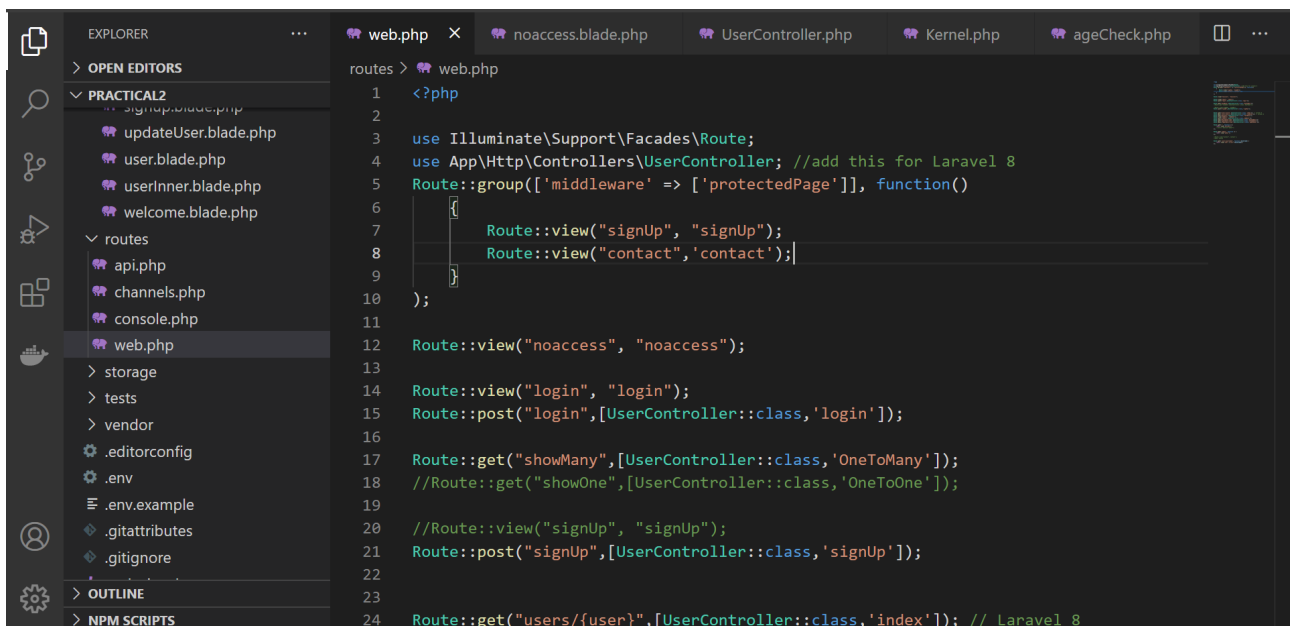 EXPLORER
OPEN EDITORS
PRACTICAL2
signup.blade.php
updateUser.blade.php
user.blade.php
userInner.blade.php
welcome.blade.php
routes
api.php
channels.php
console.php
web.php
storage
tests
vendor
.editorconfig
.env
.env.example
.gitattributes
.gitignore
OUTLINE
NPM SCRIPTS
web.php noaccess.blade.php UserController.php Kernel.php ageCheck.php
routes > web.php
1 <?php
2
3 use Illuminate\Support\Facades\Route;
4 use App\Http\Controllers\UserController; //add this for Laravel 8
5 Route::group(['middleware' => ['protectedPage']], function()
6 {
7 Route::view("signUp", "signUp");
8 Route::view("contact",'contact');
9 }
10 );
11
12 Route::view("noaccess", "noaccess");
13
14 Route::view("login", "login");
15 Route::post("login",[UserController::class,'login']);
16
17 Route::get("showMany",[UserController::class,'OneToMany']);
18 //Route::get("showOne",[UserController::class,'OneToOne']);
19
20 //Route::view("signUp", "signUp");
21 Route::post("signUp",[UserController::class,'signUp']);
22
23
24 Route::get("users/{user}",[UserController::class,'index']); // Laravel 8